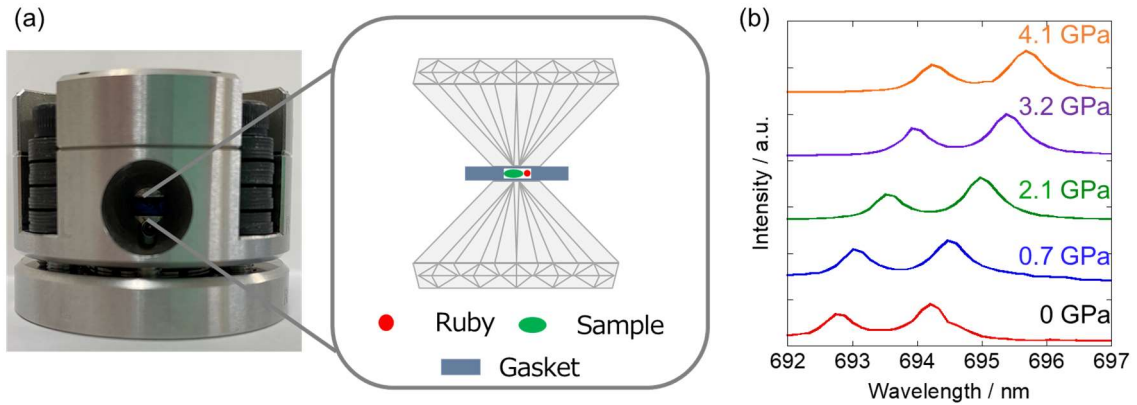 (a)
Ruby
Sample
Gasket
(b)
4.1 GPa
3.2 GPa
2.1 GPa
0.7 GPa
0 GPa
Intensity / a.u.
692 693 694 695 696 697
Wavelength / nm